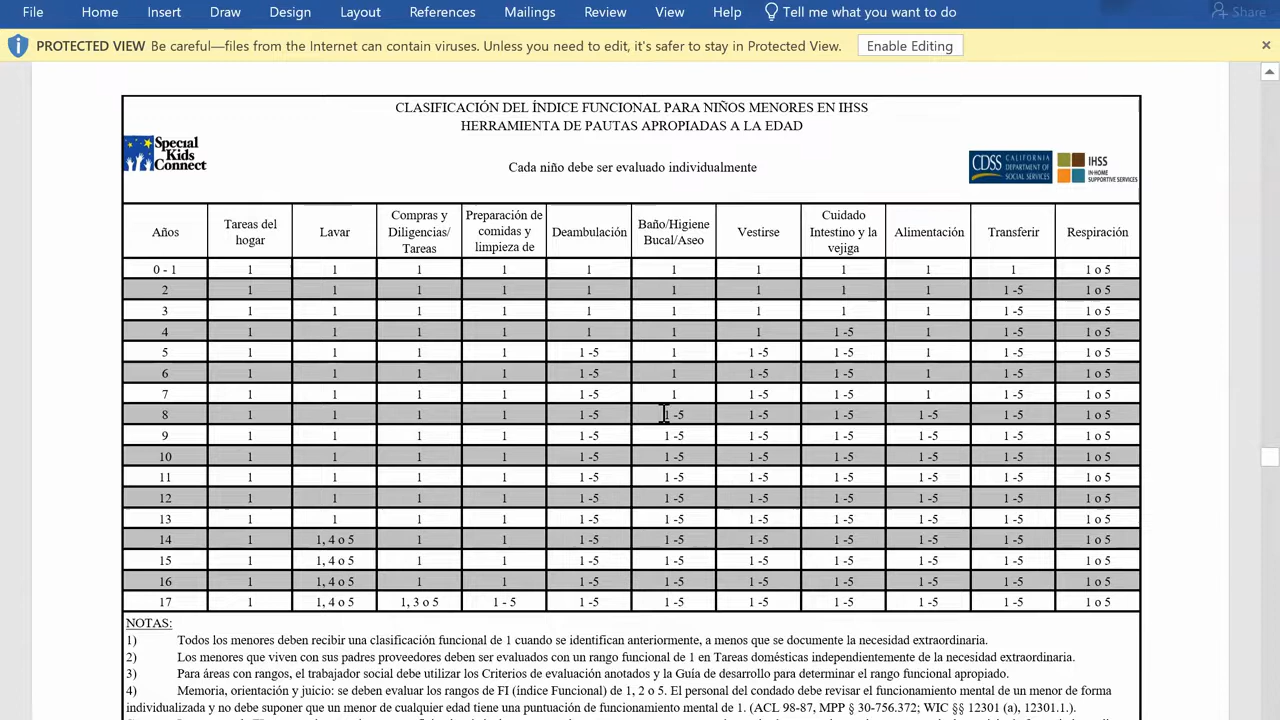 File Home Insert Draw Design Layout References Mailings Review View Help Tell me what you want to do Share
PROTECTED VIEW Be careful—files from the Internet can contain viruses. Unless you need to edit, it's safer to stay in Protected View. Enable Editing
CLASIFICACIÓN DEL ÍNDICE FUNCIONAL PARA NIÑOS MENORES EN IHSS
HERRAMIENTA DE PAUTAS APROPIADAS A LA EDAD
Special Kids Connect
Cada niño debe ser evaluado individualmente
CDSS CALIFORNIA DEPARTMENT OF SOCIAL SERVICES
IHSS IN-HOME SUPPORTIVE SERVICES
Años Tareas del hogar Lavar Compras y Diligencias/ Tareas Preparación de comidas y limpieza de Deambulación Baño/Higiene Bucal/Aseo Vestirse Cuidado Intestino y la vejiga Alimentación Transferir Respiración
0 - 1 1 1 1 1 1 1 1 1 1 1 1 o 5
2 1 1 1 1 1 1 1 1 1 1 -5 1 o 5
3 1 1 1 1 1 1 1 1 1 1 -5 1 o 5
4 1 1 1 1 1 1 1 1 -5 1 1 -5 1 o 5
5 1 1 1 1 1 -5 1 1 -5 1 -5 1 1 -5 1 o 5
6 1 1 1 1 1 -5 1 1 -5 1 -5 1 1 -5 1 o 5
7 1 1 1 1 1 -5 1 1 -5 1 -5 1 1 -5 1 o 5
8 1 1 1 1 1 -5 1 -5 1 -5 1 -5 1 -5 1 -5 1 o 5
9 1 1 1 1 1 -5 1 -5 1 -5 1 -5 1 -5 1 -5 1 o 5
10 1 1 1 1 1 -5 1 -5 1 -5 1 -5 1 -5 1 -5 1 o 5
11 1 1 1 1 1 -5 1 -5 1 -5 1 -5 1 -5 1 -5 1 o 5
12 1 1 1 1 1 -5 1 -5 1 -5 1 -5 1 -5 1 -5 1 o 5
13 1 1 1 1 1 -5 1 -5 1 -5 1 -5 1 -5 1 -5 1 o 5
14 1 1, 4 o 5 1 1 1 -5 1 -5 1 -5 1 -5 1 -5 1 -5 1 o 5
15 1 1, 4 o 5 1 1 1 -5 1 -5 1 -5 1 -5 1 -5 1 -5 1 o 5
16 1 1, 4 o 5 1 1 1 -5 1 -5 1 -5 1 -5 1 -5 1 -5 1 o 5
17 1 1, 4 o 5 1, 3 o 5 1 - 5 1 -5 1 -5 1 -5 1 -5 1 -5 1 -5 1 o 5
NOTAS:
1) Todos los menores deben recibir una clasificación funcional de 1 cuando se identifican anteriormente, a menos que se documente la necesidad extraordinaria.
2) Los menores que viven con sus padres proveedores deben ser evaluados con un rango funcional de 1 en Tareas domésticas independientemente de la necesidad extraordinaria.
3) Para áreas con rangos, el trabajador social debe utilizar los Criterios de evaluación anotados y la Guía de desarrollo para determinar el rango funcional apropiado.
4) Memoria, orientación y juicio: se deben evaluar los rangos de FI (índice Funcional) de 1, 2 o 5. El personal del condado debe revisar el funcionamiento mental de un menor de forma
individualizada y no debe suponer que un menor de cualquier edad tiene una puntuación de funcionamiento mental de 1. (ACL 98-87, MPP § 30-756.372; WIC §§ 12301 (a), 12301.1.).